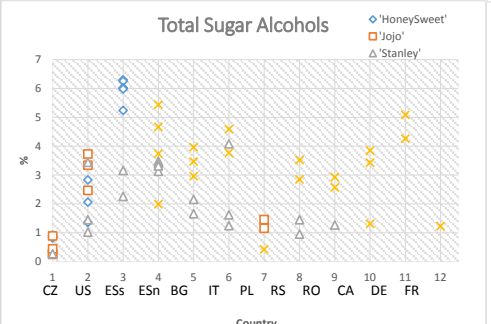 Total Sugar Alcohols
'HoneySweet'
'Jojo'
'Stanley'
7
6
5
4
3
2
1
0
%
1 2 3 4 5 6 7 8 9 10 11 12
CZ US ESs ESn BG IT PL RS RO CA DE FR
Country